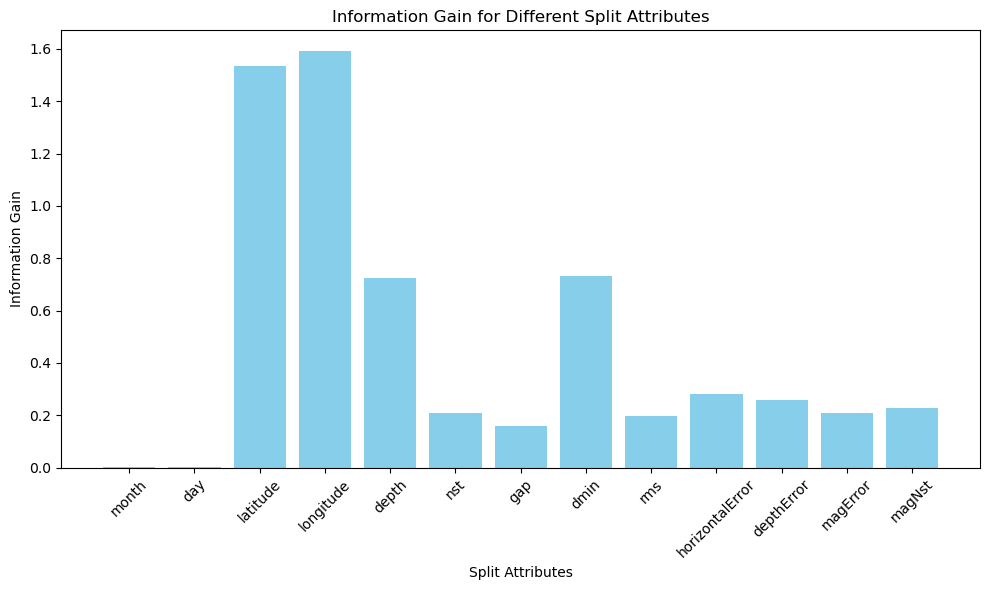 Information Gain for Different Split Attributes
Information Gain
1.6
1.4
1.2
1.0
0.8
0.6
0.4
0.2
0.0
month
day
latitude
longitude
depth
nst
gap
dmin
rms
horizontalError
depthError
magError
magNst
Split Attributes